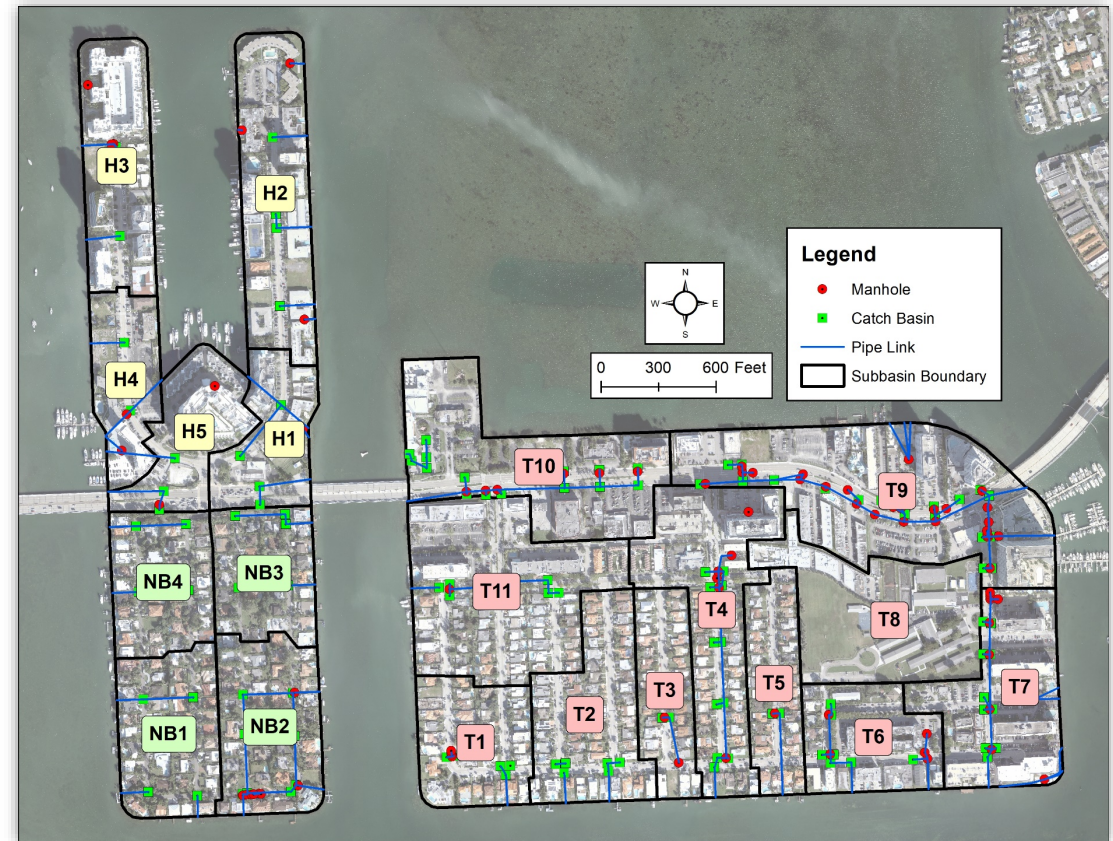 H3
H2
Legend
N
W E
S
Manhole
Catch Basin
Pipe Link
0 300 600 Feet
Subbasin Boundary
H4
H5
H1
T10
T9
NB4
NB3
T11
T4
T8
T3
T5
T7
T2
NB1
NB2
T1
T6